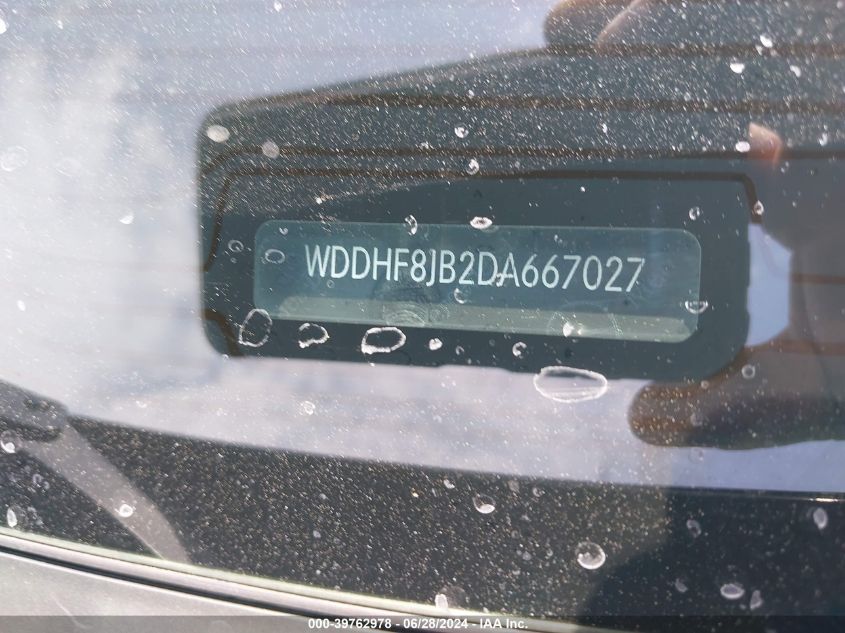 WDDHF8JB2DA667027
000-39762978 | 06/28/2024 | IAA Inc.